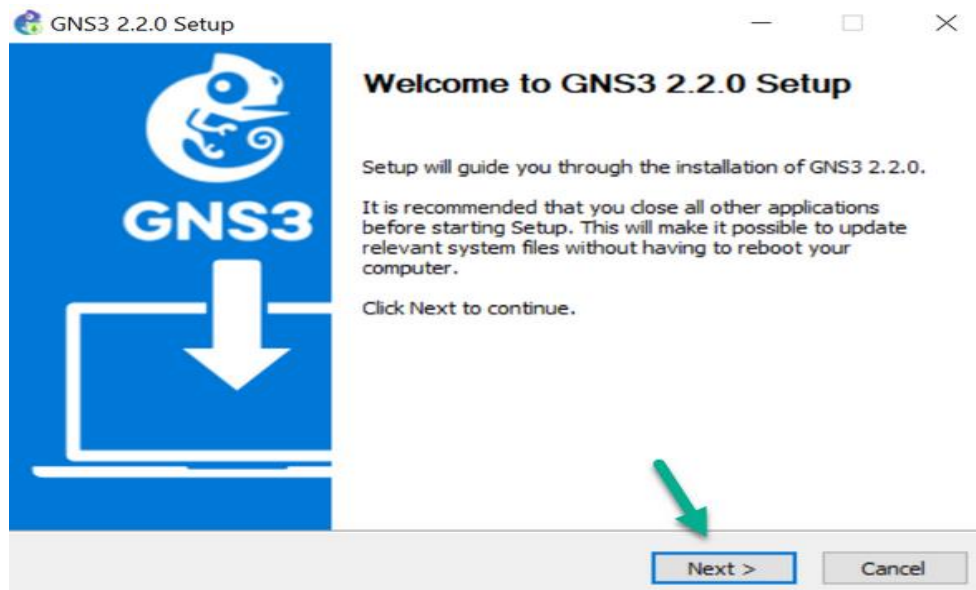 GNS3 2.2.0 Setup
Welcome to GNS3 2.2.0 Setup
Setup will guide you through the installation of GNS3 2.2.0.
It is recommended that you close all other applications
before starting Setup. This will make it possible to update
relevant system files without having to reboot your
computer.
Click Next to continue.
GNS3
Next >
Cancel